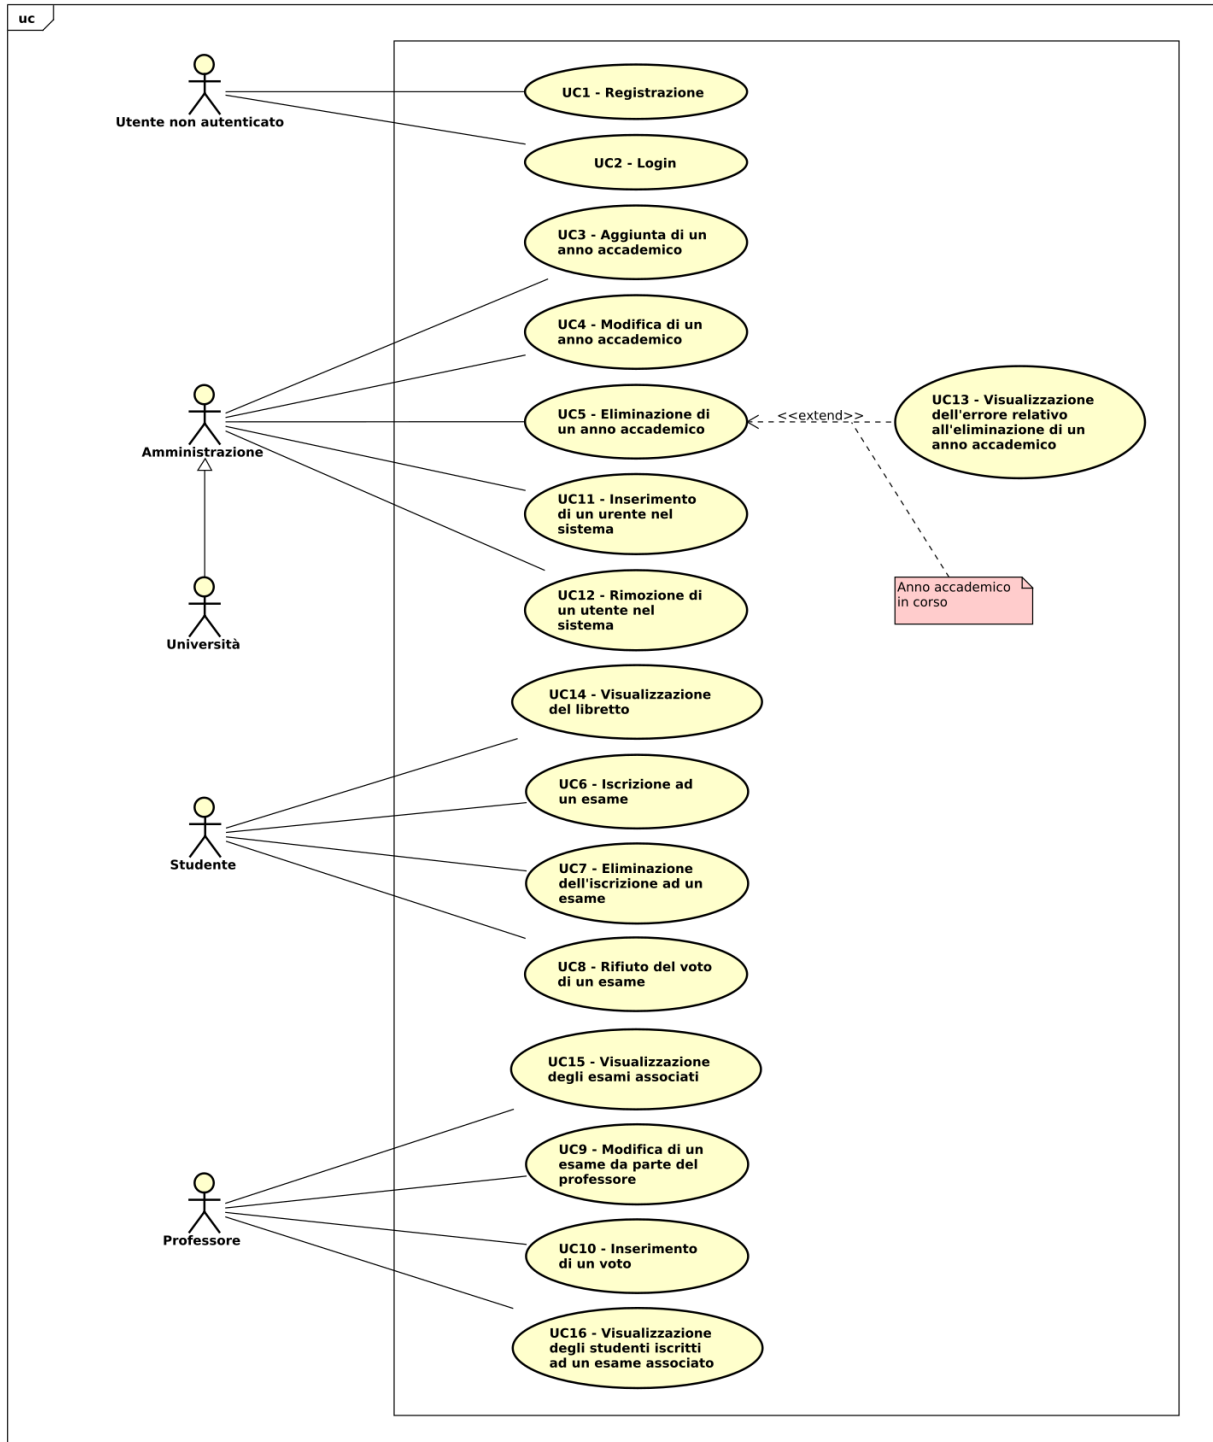 uc
Utente non autenticato
UC1 - Registrazione
UC2 - Login
UC3 - Aggiunta di un
anno accademico
UC4 - Modifica di un
anno accademico
Amministrazione
UC5 - Eliminazione di
un anno accademico
<<extend>>
UC13 - Visualizzazione
dell'errore relativo
all'eliminazione di un
anno accademico
UC11 - Inserimento
di un urente nel
sistema
Anno accademico
in corso
UC12 - Rimozione di
un utente nel
sistema
Università
UC14 - Visualizzazione
del libretto
UC6 - Iscrizione ad
un esame
Studente
UC7 - Eliminazione
dell'iscrizione ad un
esame
UC8 - Rifiuto del voto
di un esame
UC15 - Visualizzazione
degli esami associati
UC9 - Modifica di un
esame da parte del
professore
Professore
UC10 - Inserimento
di un voto
UC16 - Visualizzazione
degli studenti iscritti
ad un esame associato